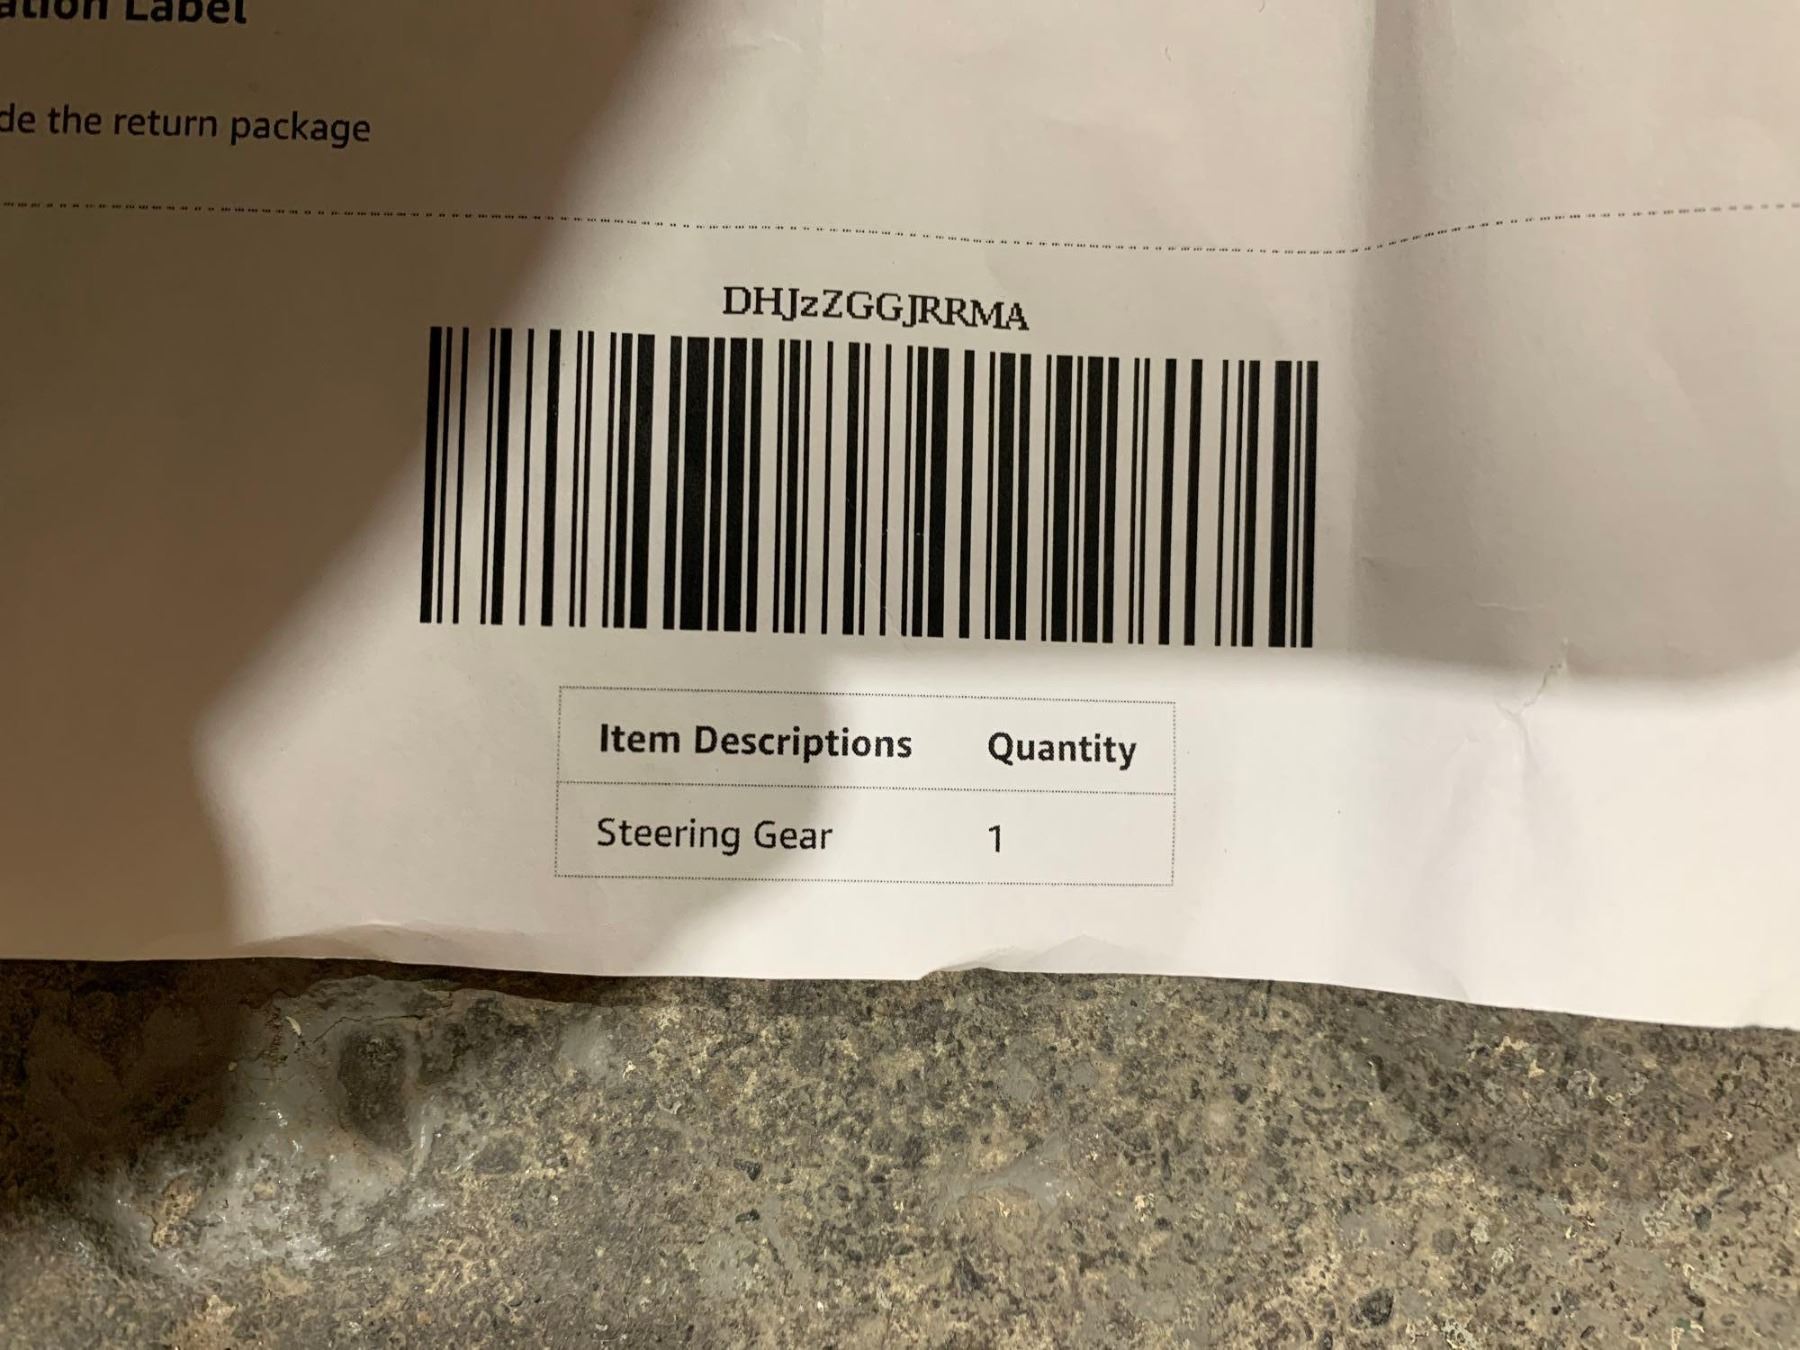 ation Label
de the return package
DHJzZGGJRRMA
Item Descriptions Quantity
Steering Gear 1